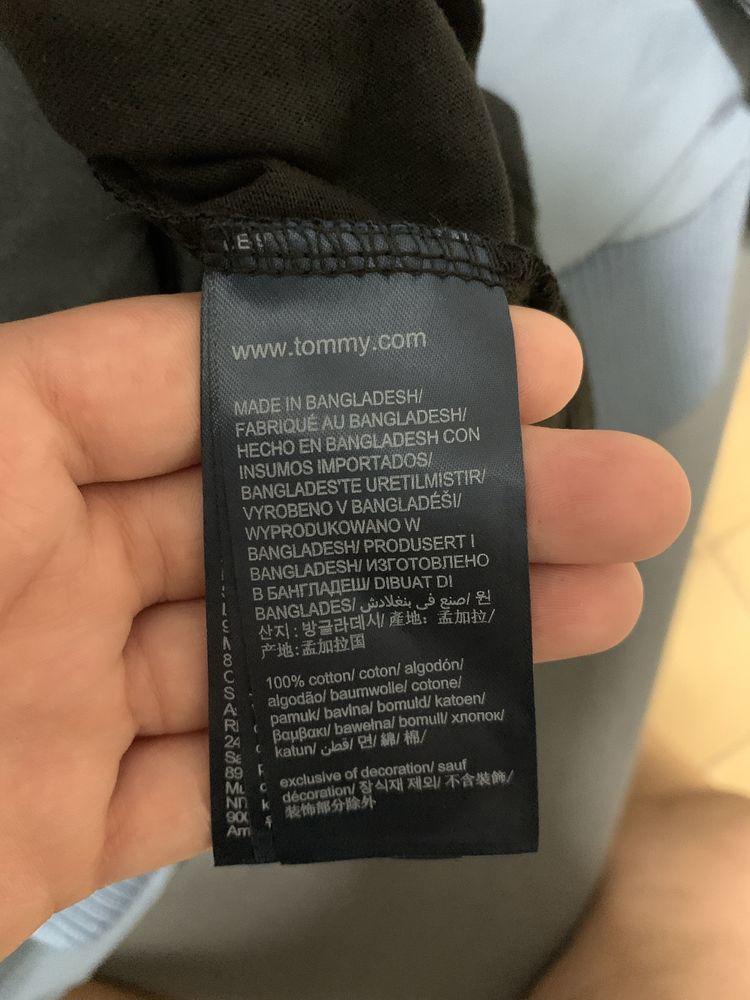 www.tommy.com
MADE IN BANGLADESH/
FABRIQUÉ AU BANGLADESH/
HECHO EN BANGLADESH CON
INSUMOS IMPORTADOS/
BANGLADEŞ'TE URETILMISTIR/
VYROBENO V BANGLADÉŠI/
WYPRODUKOWANO W
BANGLADESH/ PRODUSERT I
BANGLADESH/ ИЗГОТОВЛЕНО
В БАНГЛАДЕШ/ DIBUAT DI
BANGLADES/ صنع في بنغلادش/ 원
산지: 방글라데시/ 產地: 孟加拉/
产地:孟加拉国
100% cotton/ coton/ algodón/
algodão/ baumwolle/ cotone/
pamuk/ bavlna/ bomuld/ katoen/
βαμβακι/ bawełna/ bomull/ хлопок/
katun/ قطن/ 면/ 綿/ 棉/
exclusive of decoration/ sauf
décoration/ 장식재 제외/ 不含裝飾/
装饰部分除外